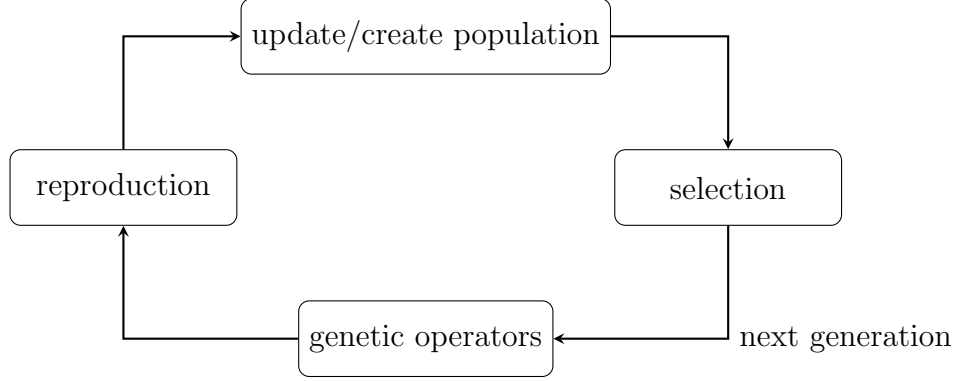 update/create population
reproduction
selection
genetic operators
next generation